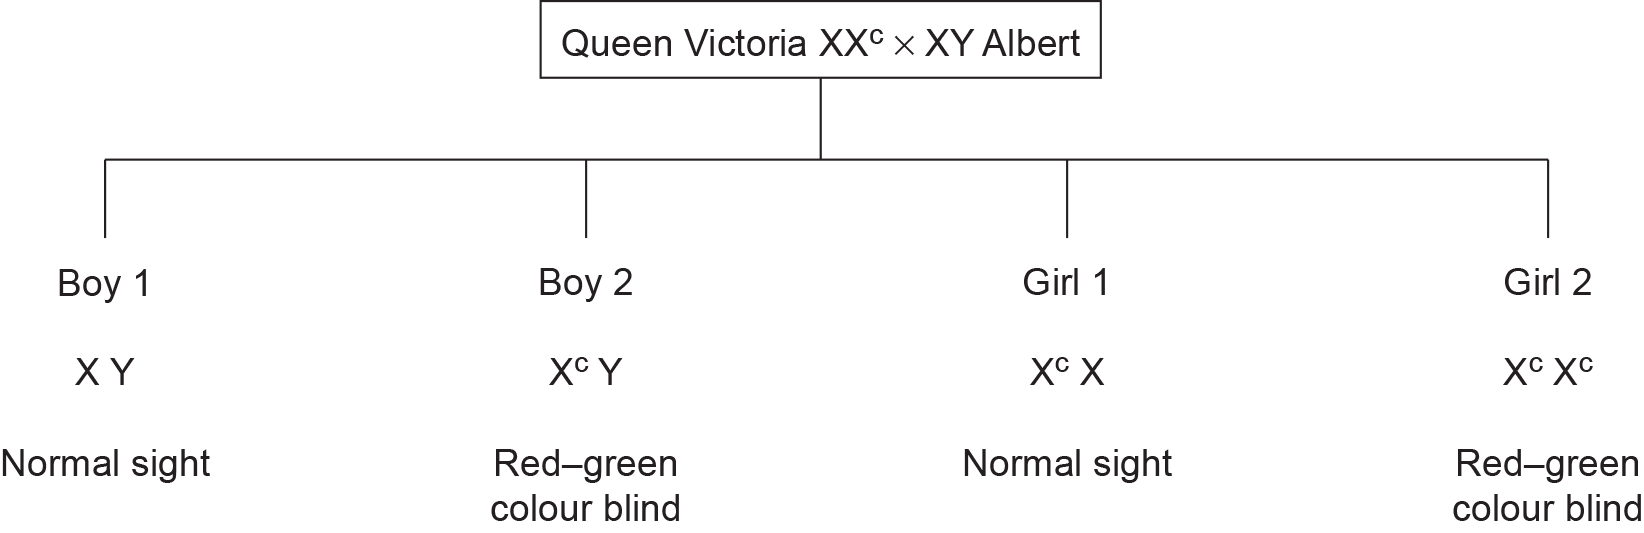 Queen Victoria XXᶜ × XY Albert
Boy 1
Boy 2
Girl 1
Girl 2
X Y
Xᶜ Y
Xᶜ X
Xᶜ Xᶜ
Normal sight
Red–green
colour blind
Normal sight
Red–green
colour blind